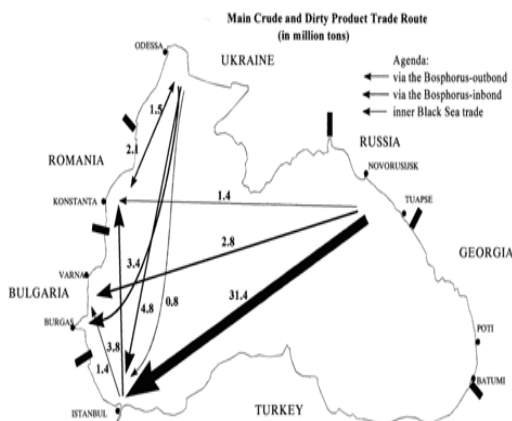 Main Crude and Dirty Product Trade Route
(in million tons)
ODESSA
UKRAINE
Agenda:
via the Bosphorus-outbond
via the Bosphorus-inbond
inner Black Sea trade
1.5
2.1
ROMANIA
RUSSIA
NOVORUSIJSK
KONSTANTA
1.4
TUAPSE
2.8
GEORGIA
3.4
VARNA
BULGARIA
4.8
0.8
31.4
BURGAS
POTI
3.8
1.4
BATUMI
ISTANBUL
TURKEY